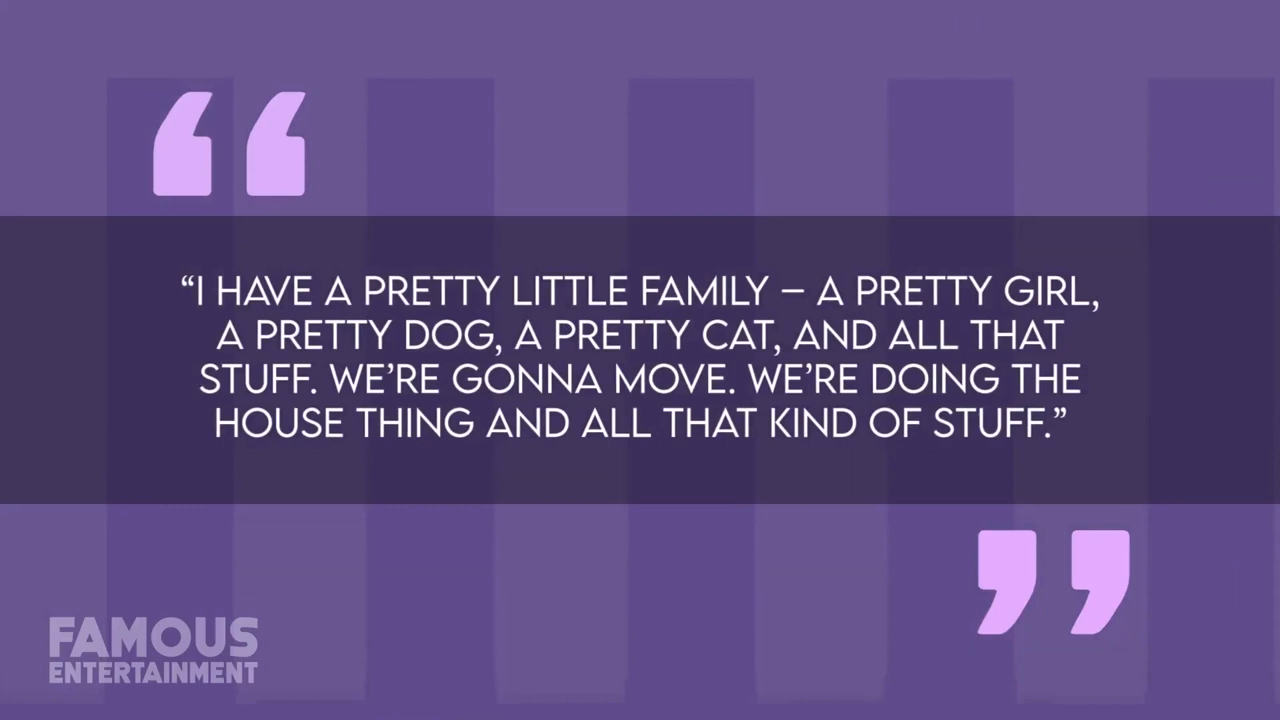 “I HAVE A PRETTY LITTLE FAMILY – A PRETTY GIRL,
A PRETTY DOG, A PRETTY CAT, AND ALL THAT
STUFF. WE’RE GONNA MOVE. WE’RE DOING THE
HOUSE THING AND ALL THAT KIND OF STUFF.”
FAMOUS
ENTERTAINMENT